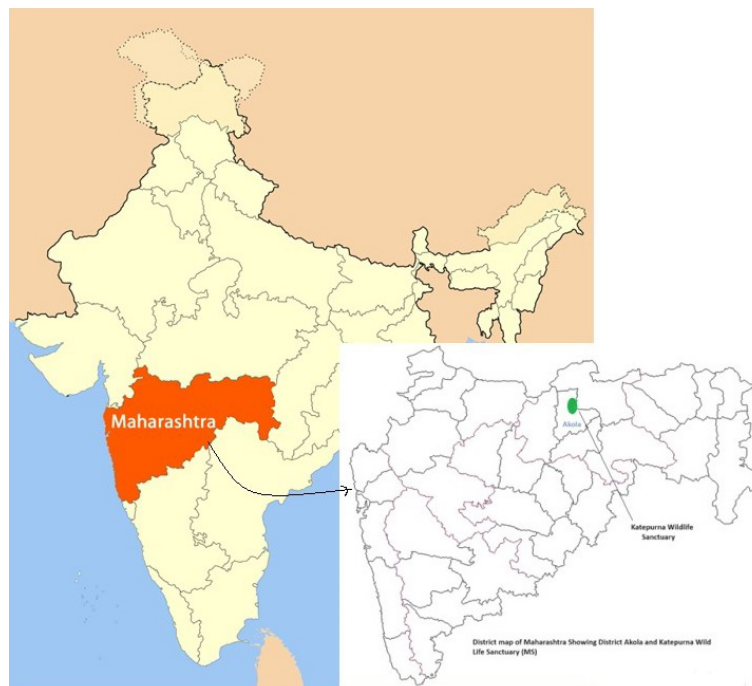 Maharashtra
Akola
Katepurna Wildlife
Sanctuary
District map of Maharashtra Showing District Akola and Katepurna Wild
Life Sanctuary (MS)